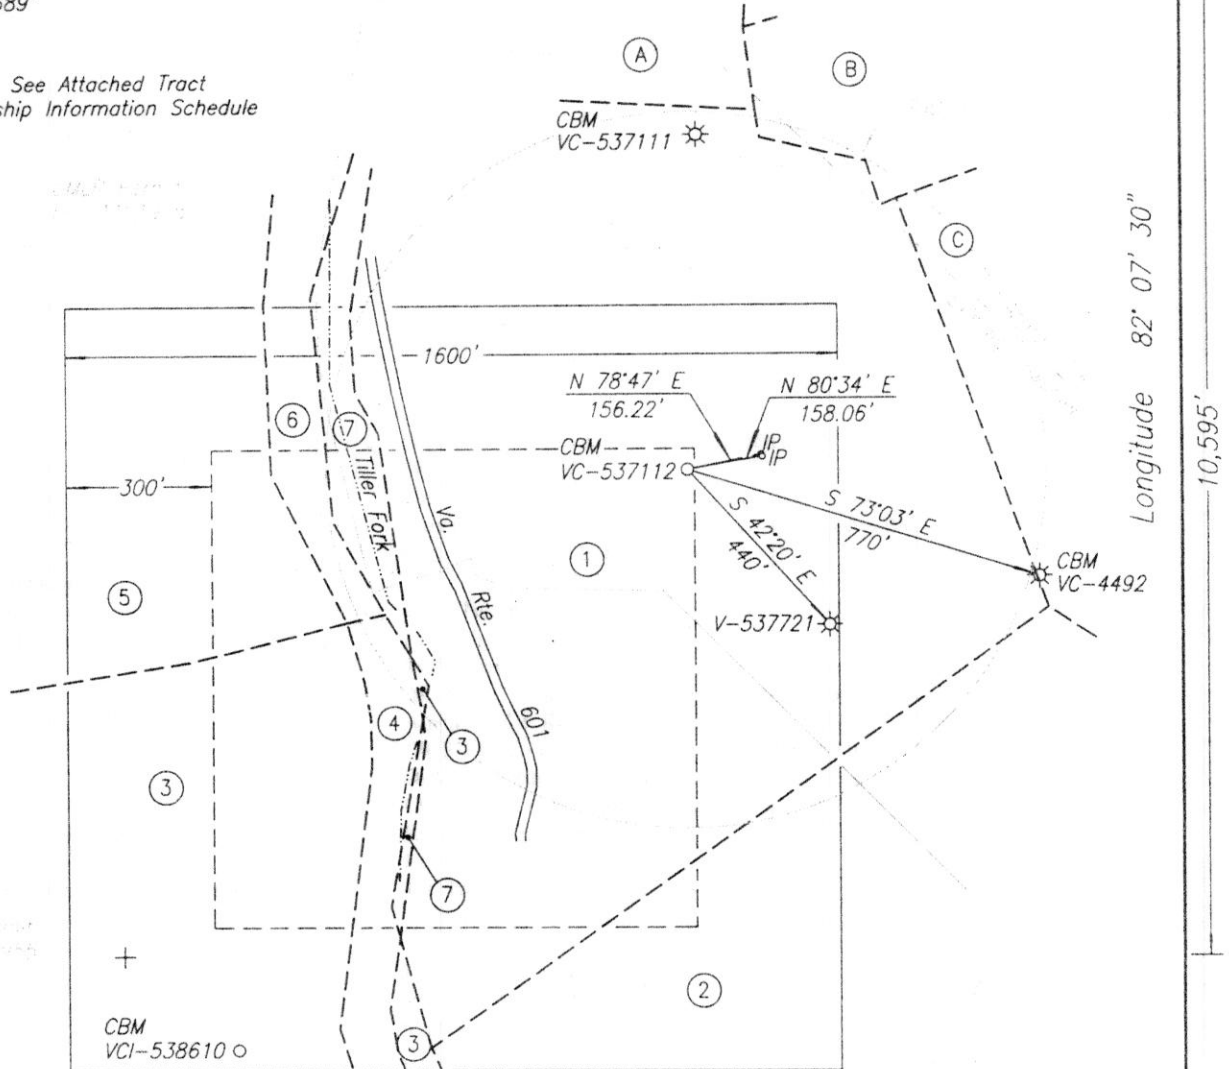 See Attached Tract
ship Information Schedule
A
B
CBM
VC-537111
C
Longitude 82° 07' 30"
10,595'
1600'
N 78°47' E
156.22'
N 80°34' E
158.06'
6
7
CBM
VC-537112
IP
IP
300'
Tiller Fork
Va.
Rte.
601
S 73°03' E
770'
S 42°20' E
440'
1
CBM
VC-4492
5
V-537721
4
3
3
7
2
CBM
VCI-538610
3